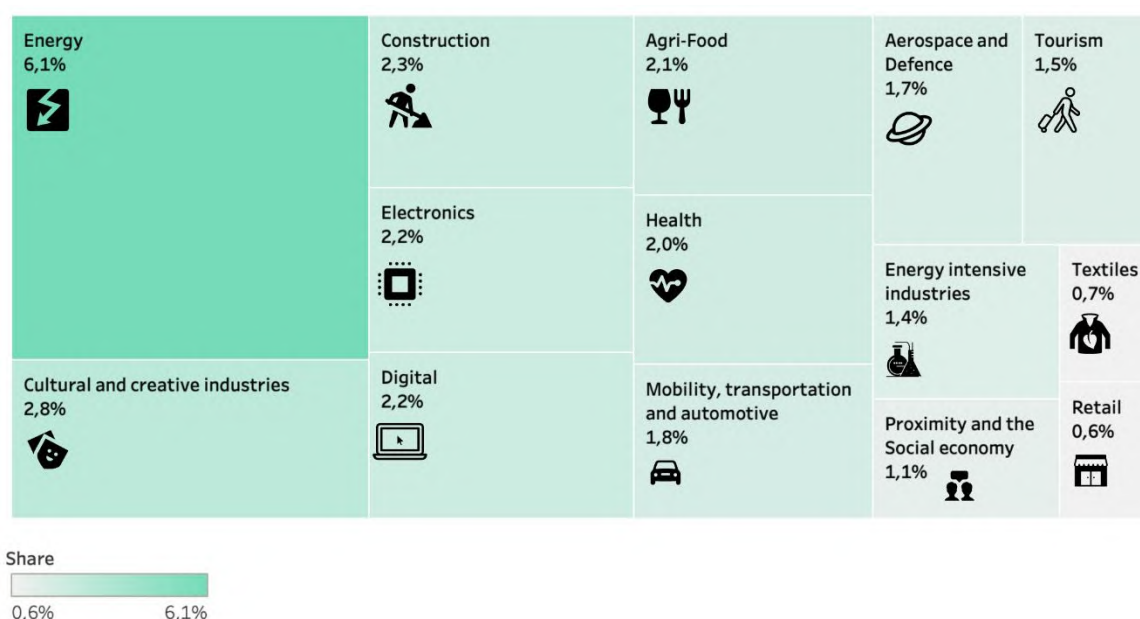 Energy
6,1%
Cultural and creative industries
2,8%
Construction
2,3%
Electronics
2,2%
Digital
2,2%
Agri-Food
2,1%
Health
2,0%
Mobility, transportation
and automotive
1,8%
Aerospace and
Defence
1,7%
Tourism
1,5%
Energy intensive
industries
1,4%
Proximity and the
Social economy
1,1%
Textiles
0,7%
Retail
0,6%
Share
0,6%
6,1%